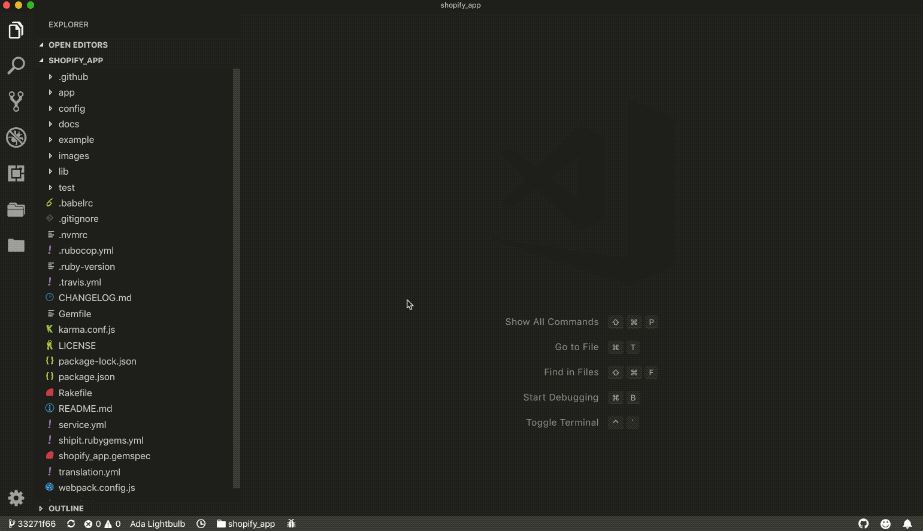 shopify_app
EXPLORER
OPEN EDITORS
SHOPIFY_APP
.github
app
config
docs
example
images
lib
test
.babelrc
.gitignore
.nvmrc
.rubocop.yml
.ruby-version
.travis.yml
CHANGELOG.md
Gemfile
karma.conf.js
LICENSE
package-lock.json
package.json
Rakefile
README.md
service.yml
shipit.rubygems.yml
shopify_app.gemspec
translation.yml
webpack.config.js
OUTLINE
Show All Commands ⇧ ⌘ P
Go to File ⌘ T
Find in Files ⇧ ⌘ F
Start Debugging ⌘ B
Toggle Terminal ^ `
33271f66 0 0 Ada Lightbulb shopify_app